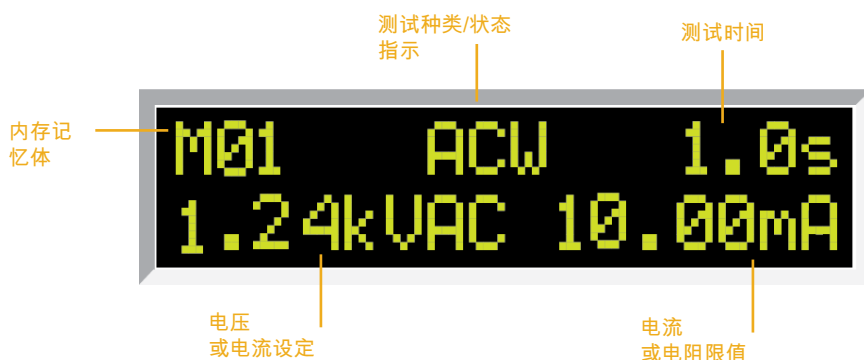 测试种类/状态
指示
测试时间
内存记
忆体
M01 ACW 1.0s
1.24kVAC 10.00mA
电压
或电流设定
电流
或电阻限值